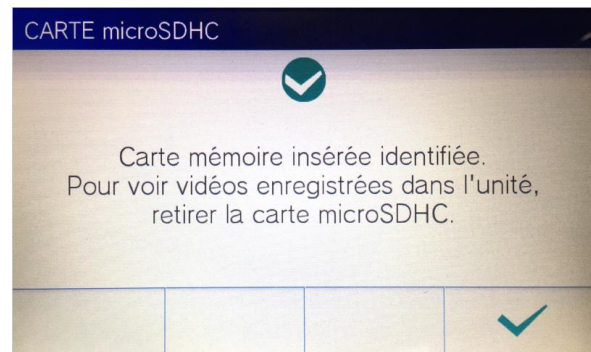 CARTE microSDHC
Carte mémoire insérée identifiée.
Pour voir vidéos enregistrées dans l'unité,
retirer la carte microSDHC.